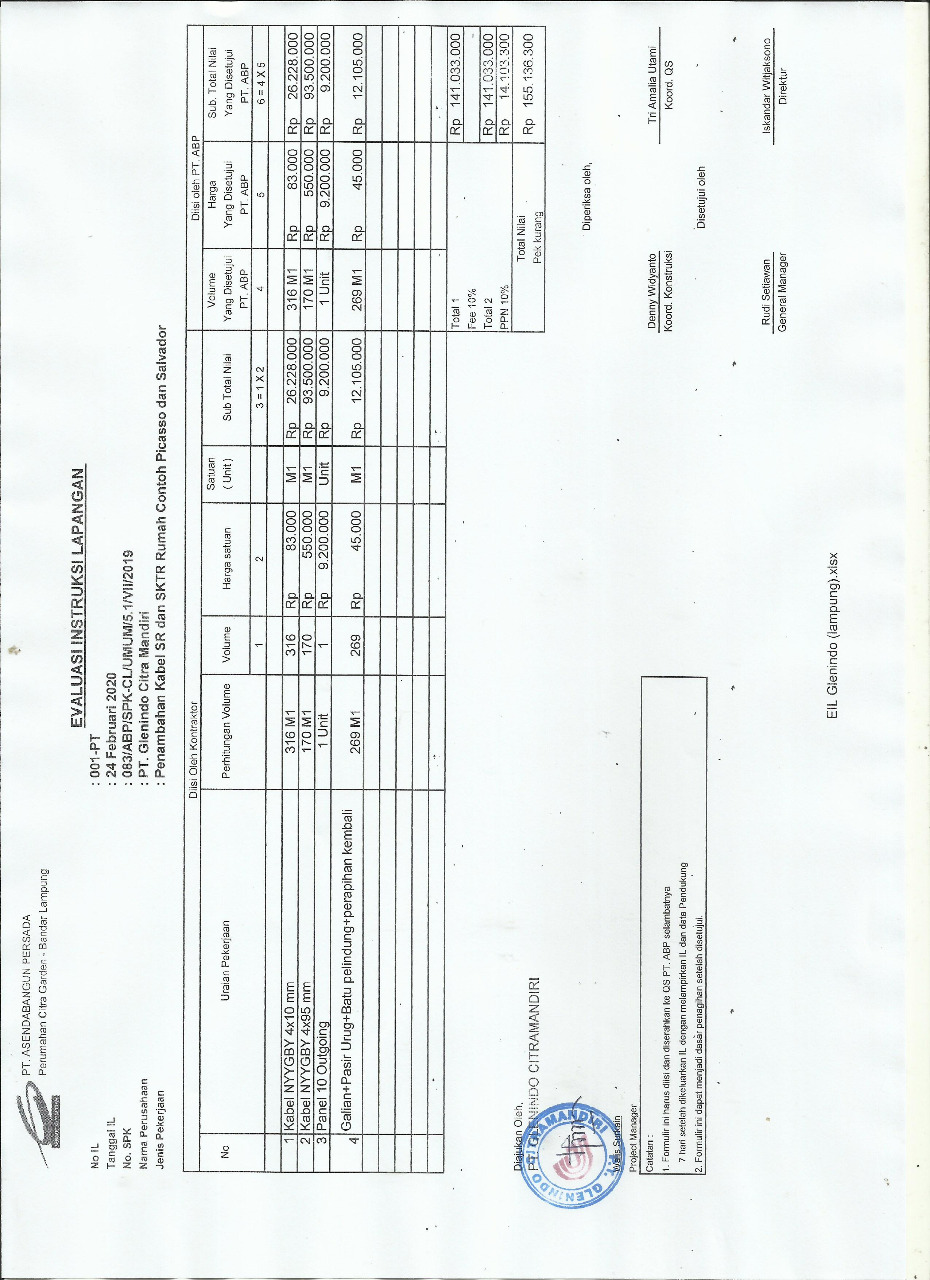 PT. ASENDABANGUN PERSADA
Perumahan Citra Garden - Bandar Lampung
EVALUASI INSTRUKSI LAPANGAN
No IL : 001-PT
Tanggal IL : 24 Februari 2020
No. SPK : 083/ABP/SPK-CL/UMUM/5.1/VII/2019
Nama Perusahaan : PT. Glenindo Citra Mandiri
Jenis Pekerjaan : Penambahan Kabel SR dan SKTR Rumah Contoh Picasso dan Salvador
Diisi Oleh Kontraktor Diisi oleh PT. ABP
No Uraian Pekerjaan Perhitungan Volume Volume Harga satuan Satuan ( Unit ) Sub Total Nilai Volume Yang Disetujui PT. ABP Harga Yang Disetujui PT. ABP Sub. Total Nilai Yang Disetujui PT. ABP
1 2 3 = 1 X 2 4 5 6 = 4 X 5
1 Kabel NYYGBY 4x10 mm 316 M1 316 Rp 83.000 M1 Rp 26.228.000 316 M1 Rp 83.000 Rp 26.228.000
2 Kabel NYYGBY 4x95 mm 170 M1 170 Rp 550.000 M1 Rp 93.500.000 170 M1 Rp 550.000 Rp 93.500.000
3 Panel 10 Outgoing 1 Unit 1 Rp 9.200.000 Unit Rp 9.200.000 1 Unit Rp 9.200.000 Rp 9.200.000
4 Galian+Pasir Urug+Batu pelindung+perapihan kembali 269 M1 269 Rp 45.000 M1 Rp 12.105.000 269 M1 Rp 45.000 Rp 12.105.000
Total 1 Rp 141.033.000
Fee 10%
Total 2 Rp 141.033.000
PPN 10% Rp 14.103.300
Total Nilai Pek kurang Rp 155.136.300
Diajukan Oleh,
PT. GLENINDO CITRAMANDIRI
P.T. GLENINDO CITRAMANDIRI
Project Manager
Diperiksa oleh,
Denny Widyanto Tri Amalia Utami
Koord. Konstruksi Koord. QS
Disetujui oleh
Rudi Setiawan Iskandar Witjaksono
General Manager Direktur
Catatan :
1. Formulir ini harus diisi dan diserahkan ke QS PT. ABP selambatnya
7 hari setelah dikeluarkan IL dengan melampirkan IL dan data Pendukung
2. Formulir ini dapat menjadi dasar penagihan setelah disetujui.
EIL Glenindo (lampung).xlsx